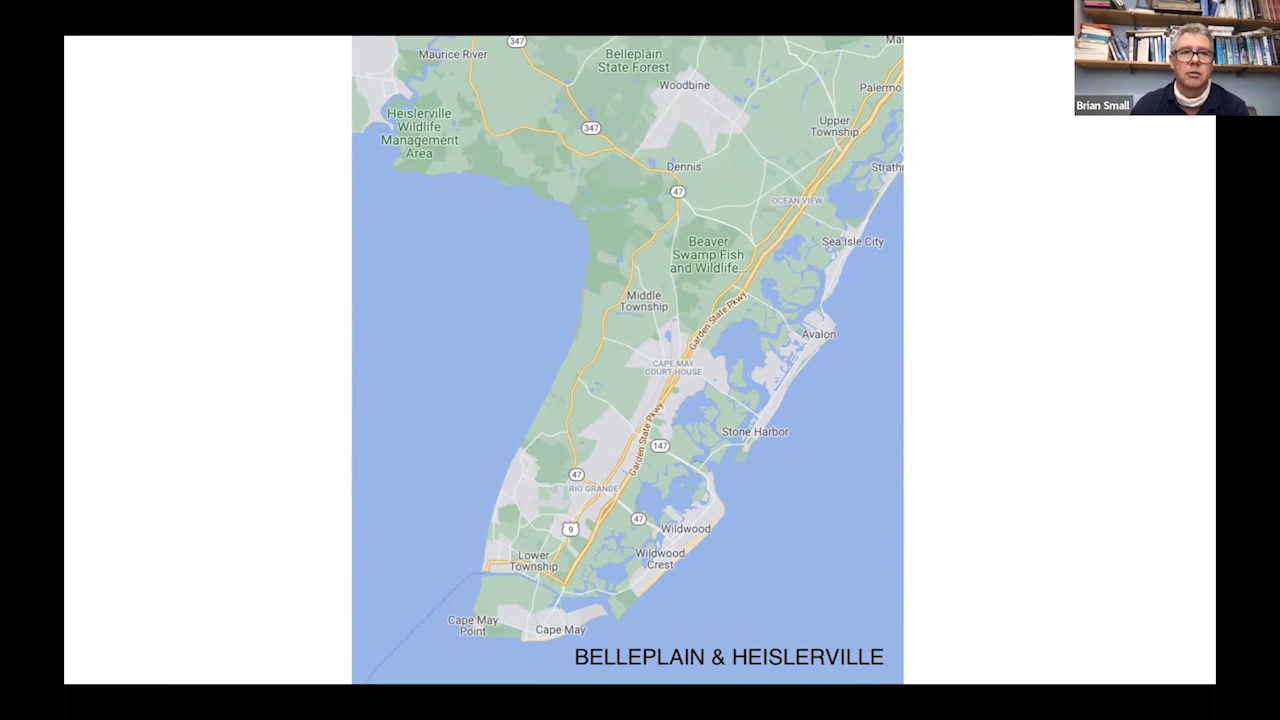 347
Mar
Maurice River
Belleplain
State Forest
Woodbine
Palermo
Brian Small
Heislerville
Wildlife
Management
Area
347
Upper
Township
Dennis
Strathr
47
OCEAN VIEW
Beaver
Swamp Fish
and Wildlife...
Sea Isle City
Middle
Township
Garden State Pkwy
Avalon
CAPE MAY
COURT HOUSE
Garden State Pkwy
Stone Harbor
147
47
RIO GRANDE
9
47
Wildwood
Lower
Township
Wildwood
Crest
Cape May
Point
Cape May
BELLEPLAIN & HEISLERVILLE